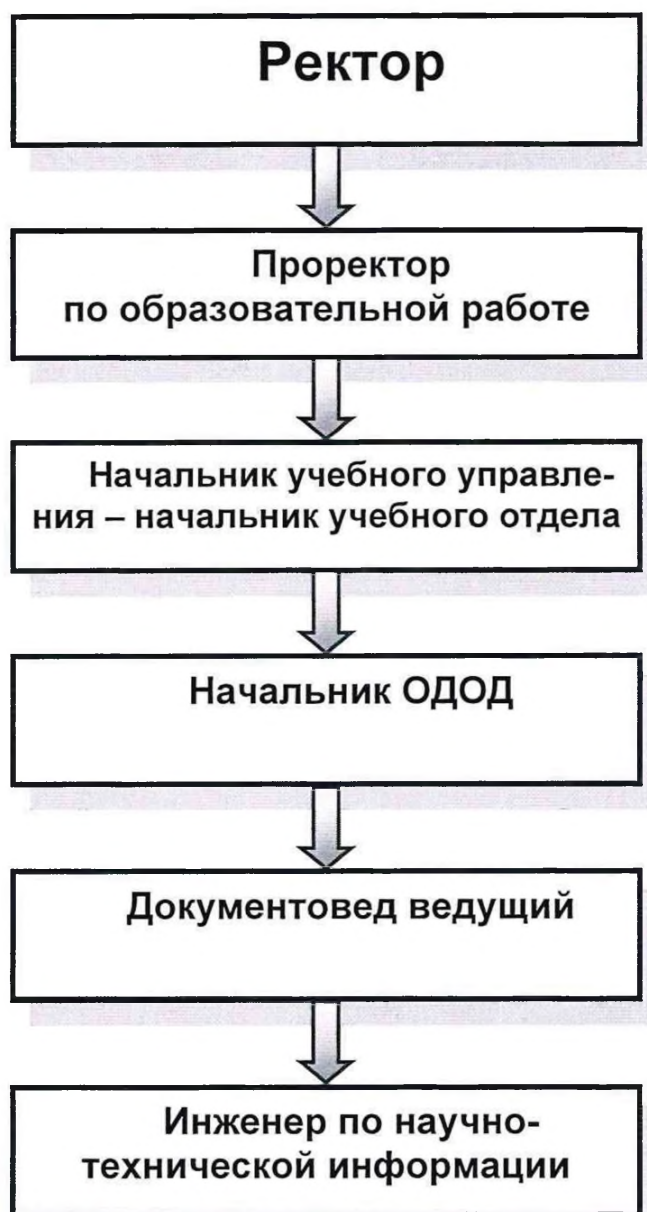 Ректор
Проректор
по образовательной работе
Начальник учебного управле-
ния – начальник учебного отдела
Начальник ОДОД
Документовед ведущий
Инженер по научно-
технической информации